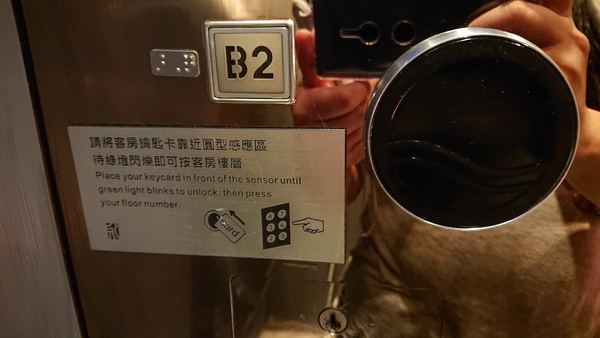 B2
請將客房鑰匙卡靠近圓型感應區
待綠燈閃爍即可按客房樓層
Place your keycard in front of the sensor until
green light blinks to unlock, then press
your floor number.
card